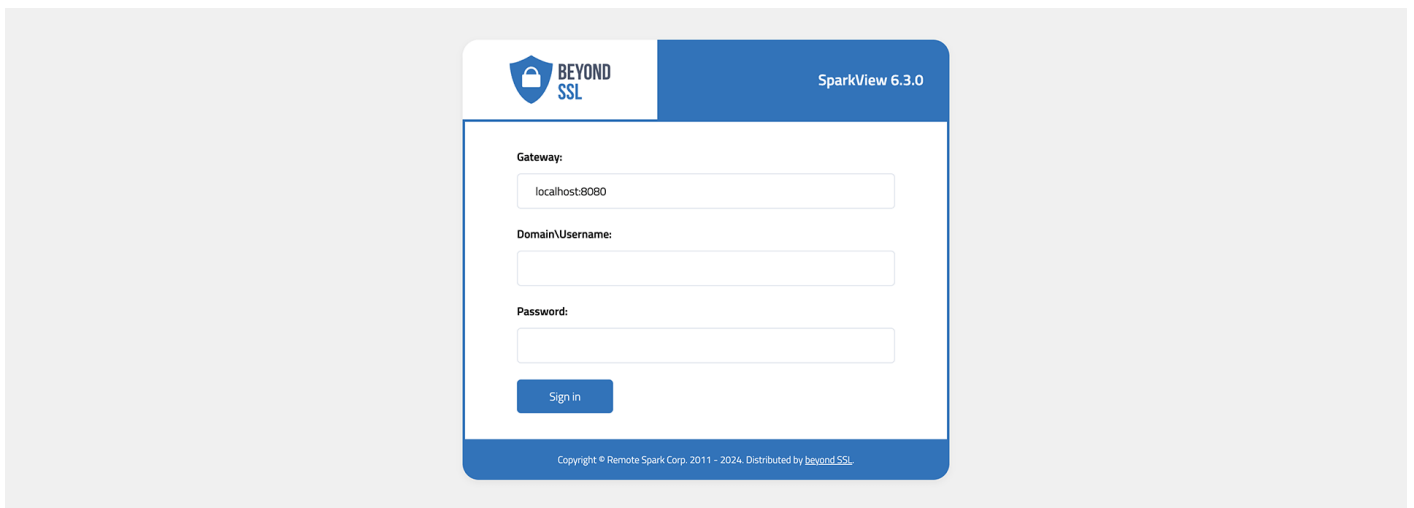 BEYOND
SSL
SparkView 6.3.0
Gateway:
localhost:8080
Domain\Username:
Password:
Sign in
Copyright © Remote Spark Corp. 2011 - 2024. Distributed by beyond SSL.